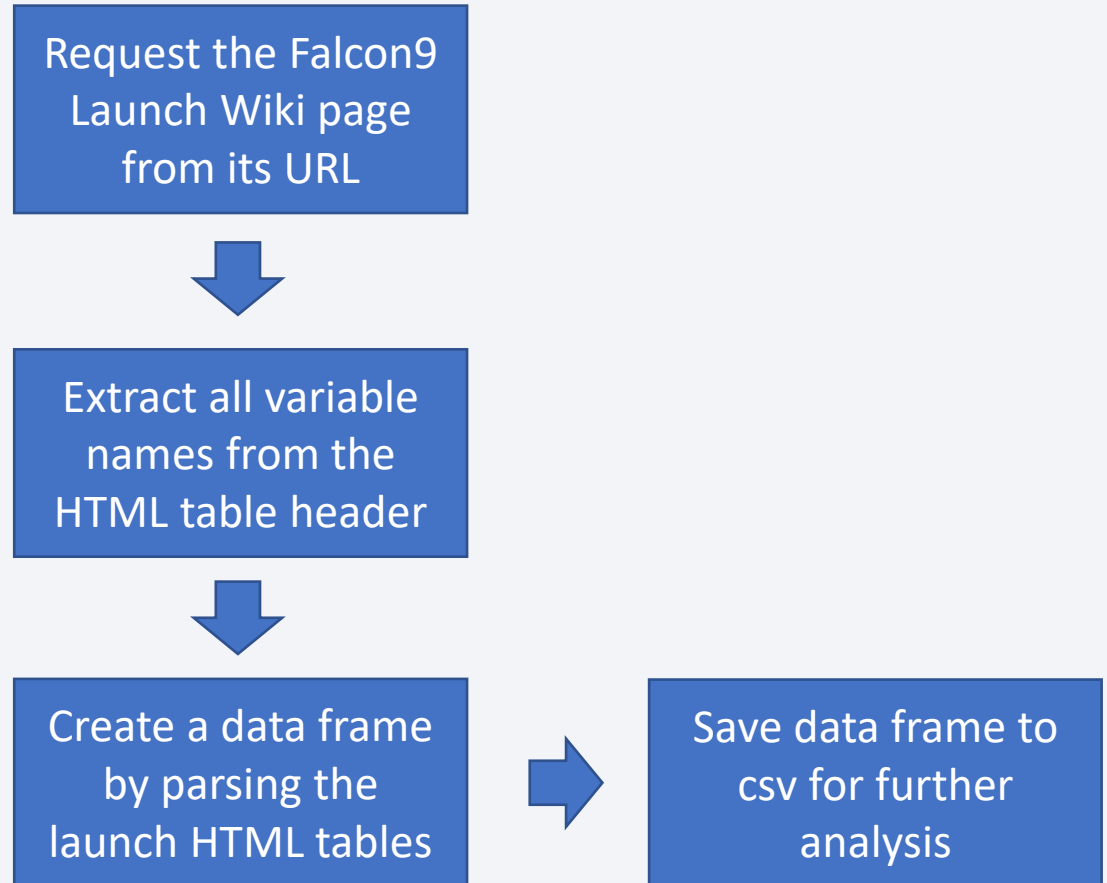 Request the Falcon9
Launch Wiki page
from its URL
Extract all variable
names from the
HTML table header
Create a data frame
by parsing the
launch HTML tables
Save data frame to
csv for further
analysis